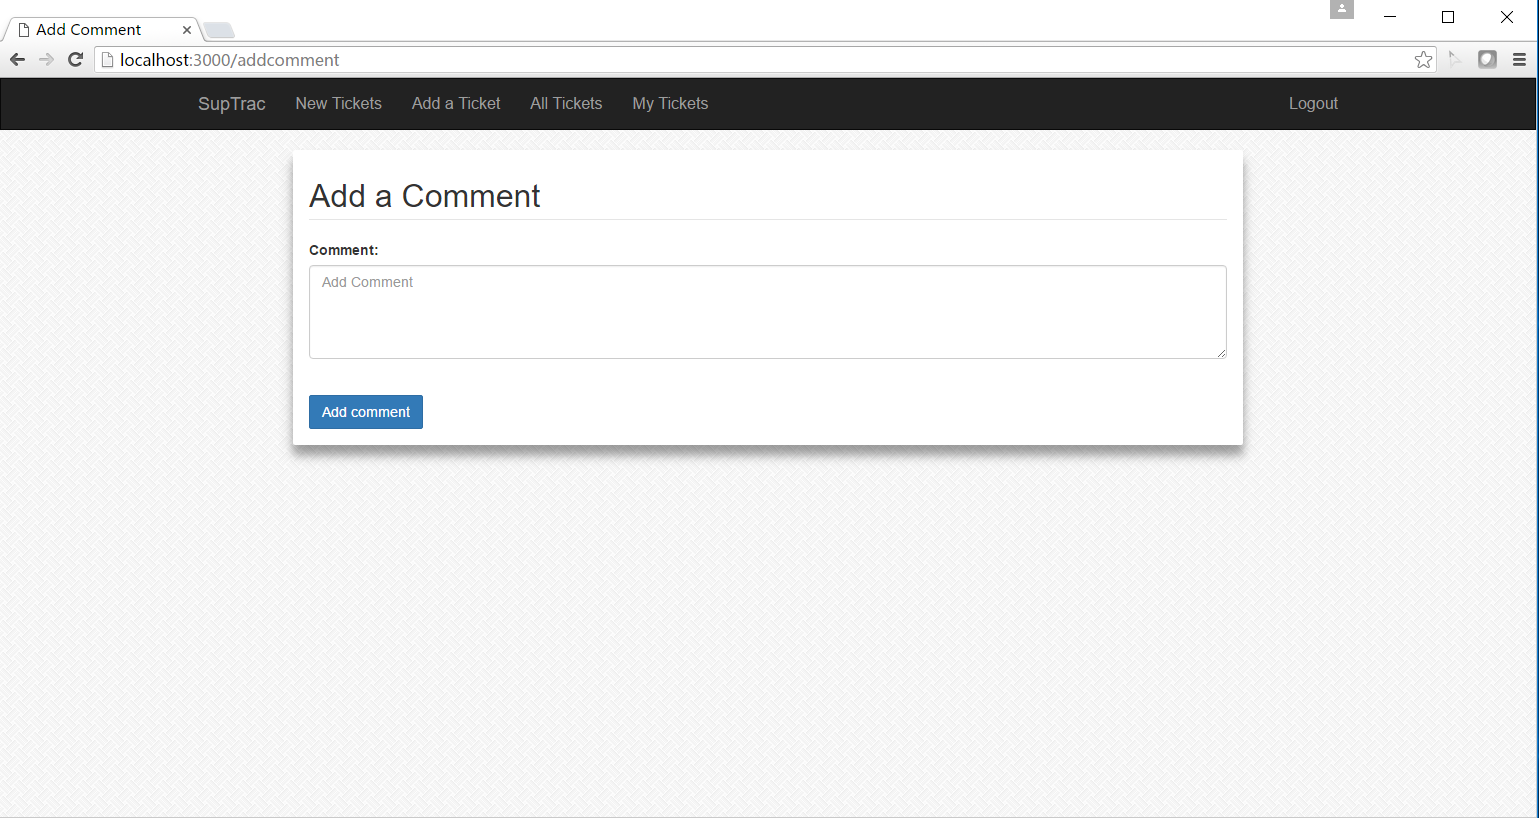 Add Comment
localhost:3000/addcomment
SupTrac New Tickets Add a Ticket All Tickets My Tickets Logout
Add a Comment
Comment:
Add Comment
Add comment